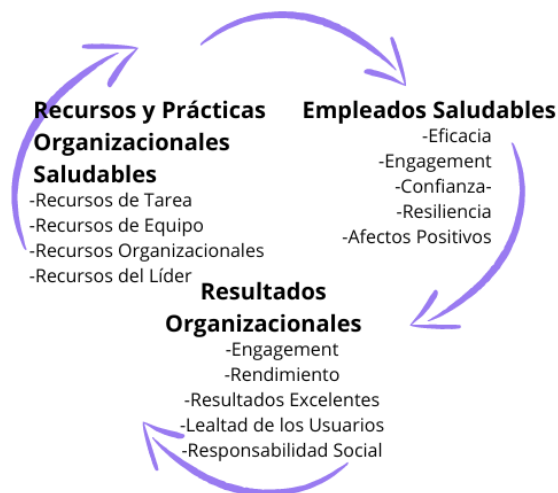 Recursos y Prácticas
Organizacionales
Saludables
-Recursos de Tarea
-Recursos de Equipo
-Recursos Organizacionales
-Recursos del Líder
Empleados Saludables
-Eficacia
-Engagement
-Confianza-
-Resiliencia
-Afectos Positivos
Resultados
Organizacionales
-Engagement
-Rendimiento
-Resultados Excelentes
-Lealtad de los Usuarios
-Responsabilidad Social